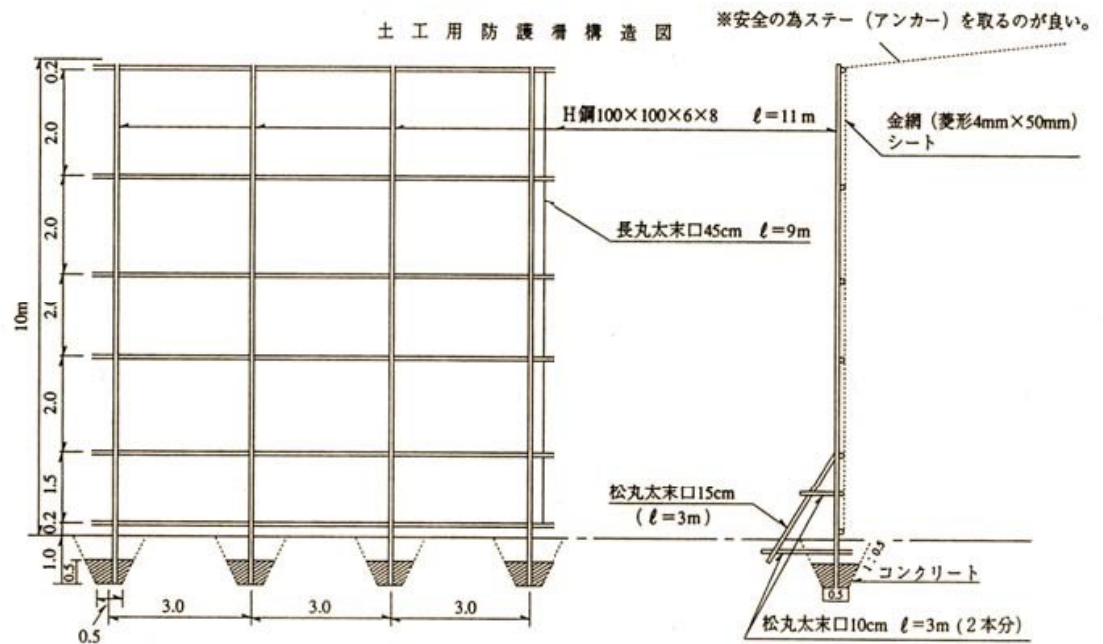 土工用防護柵構造図
※安全の為ステー（アンカー）を取るのが良い。
0.2
2.0
2.0
2.0
2.0
1.5
0.2
1.0
0.5
10m
H鋼100×100×6×8 ℓ=11m
金網（菱形4mm×50mm）
シート
長丸太末口45cm ℓ=9m
松丸太末口15cm
（ℓ=3m）
1:0.5
コンクリート
0.5
3.0
3.0
3.0
0.5
松丸太末口10cm ℓ=3m（2本分）